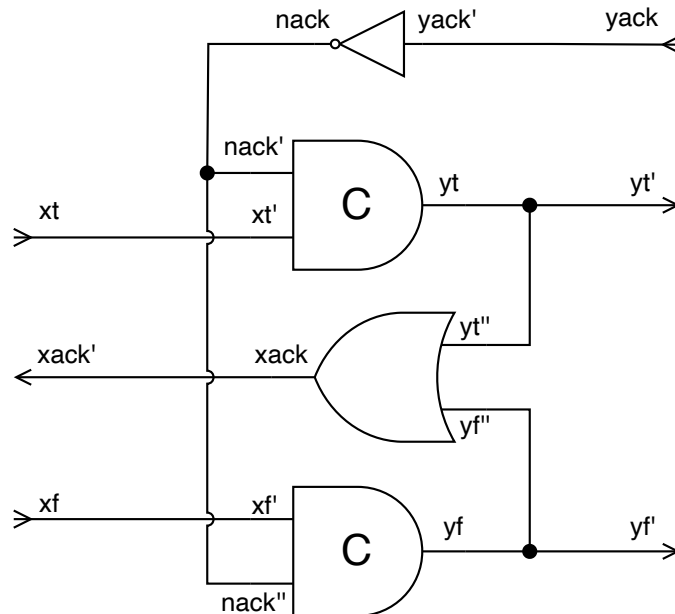 nack yack' yack
nack'
yt yt'
C
xt xt'
yt"
xack' xack
yf"
xf xf'
C yf yf'
nack"